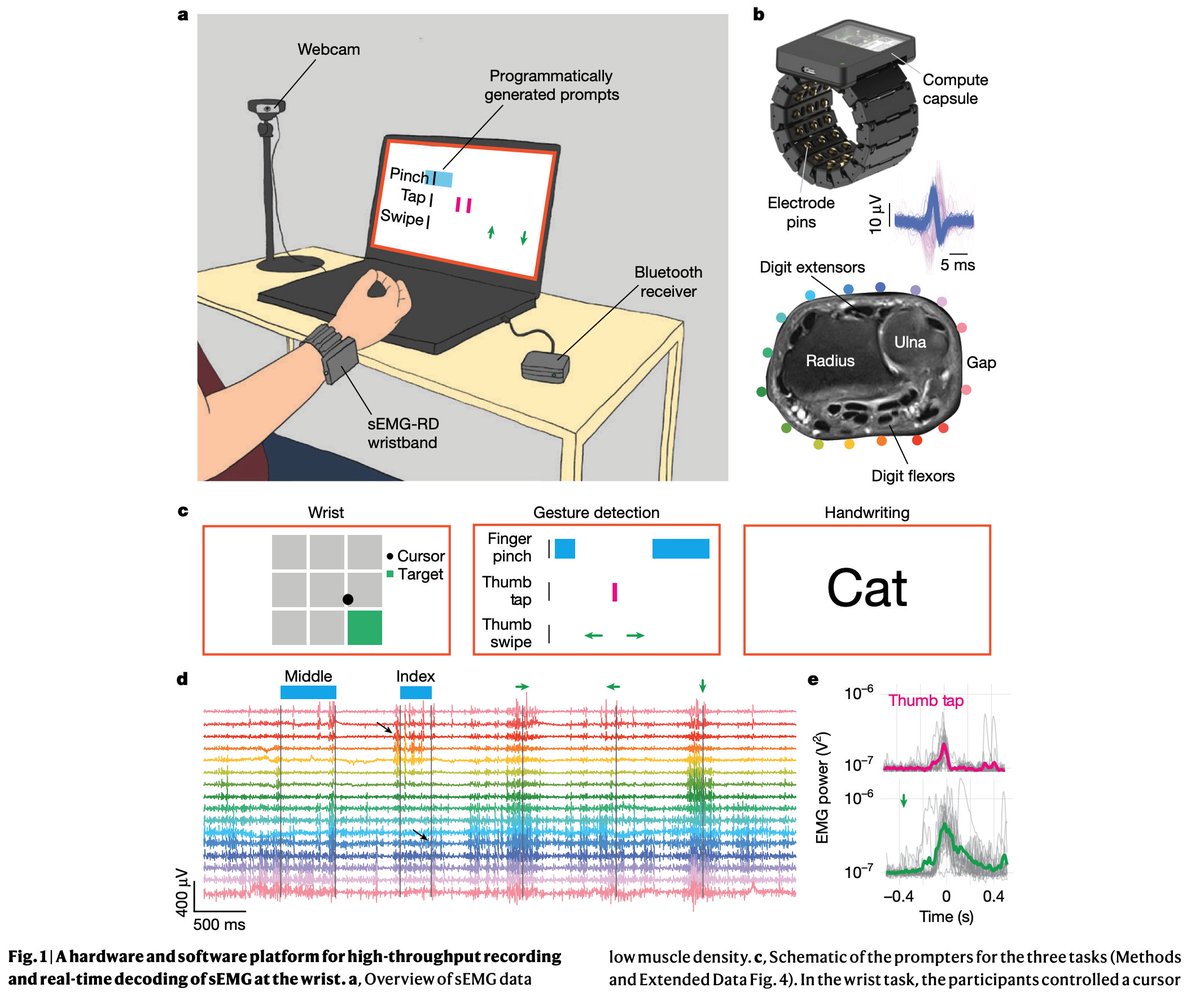 a
Webcam
Programmatically
generated prompts
Pinch
Tap
Swipe
Bluetooth
receiver
sEMG-RD
wristband
b
Compute
capsule
Electrode
pins
10 μV
5 ms
Digit extensors
Radius
Ulna
Gap
Digit flexors
c
Wrist
Cursor
Target
Gesture detection
Finger
pinch
Thumb
tap
Thumb
swipe
Handwriting
Cat
d
Middle
Index
400 μV
500 ms
e
Thumb tap
10⁻⁶
10⁻⁷
10⁻⁶
10⁻⁷
EMG power (V²)
−0.4 0 0.4
Time (s)
Fig. 1 | A hardware and software platform for high-throughput recording
and real-time decoding of sEMG at the wrist. a, Overview of sEMG data
low muscle density. c, Schematic of the prompters for the three tasks (Methods
and Extended Data Fig. 4). In the wrist task, the participants controlled a cursor